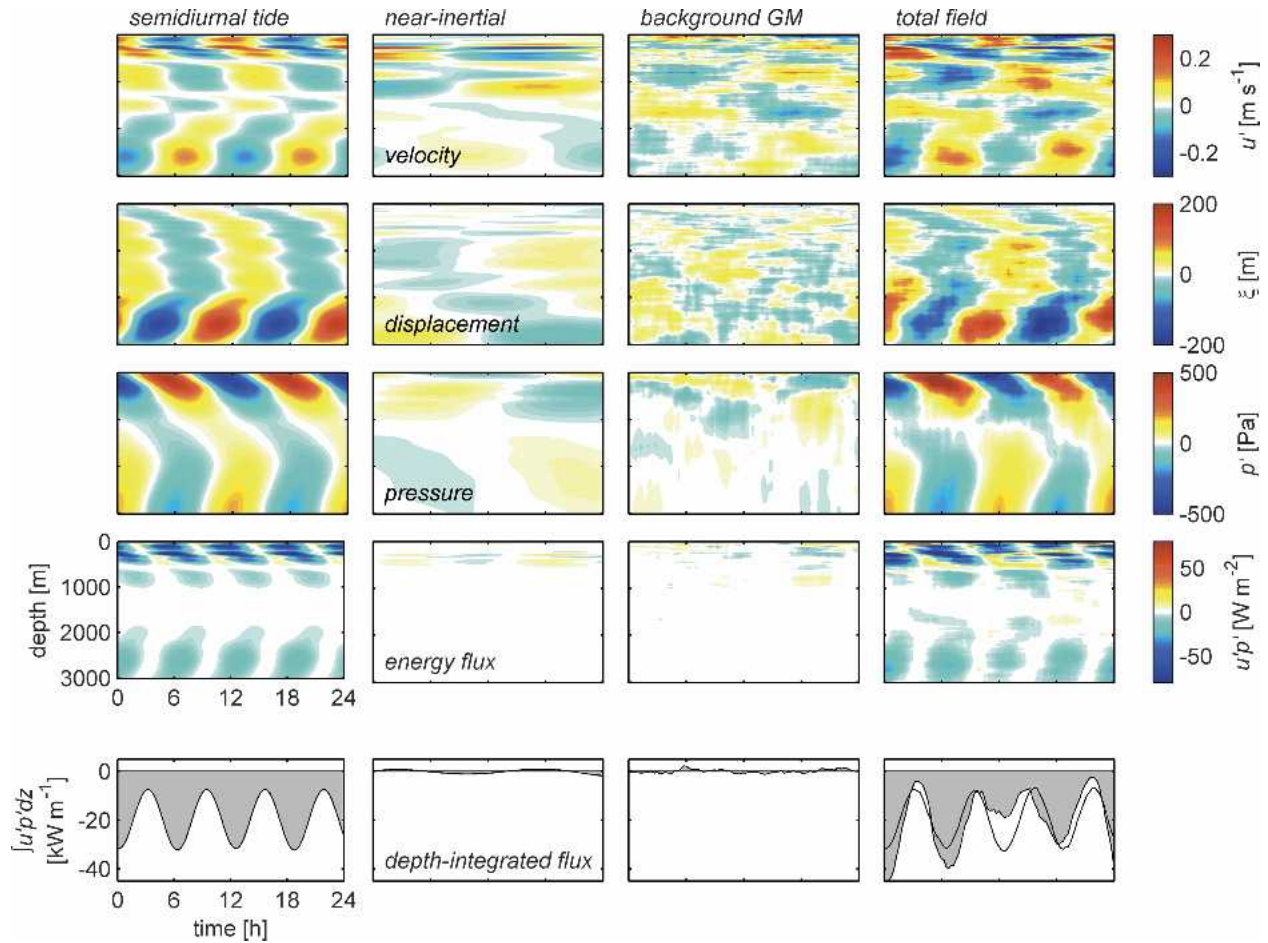 semidiurnal tide
near-inertial
background GM
total field
velocity
0.2
0
-0.2
u' [m s-1]
displacement
200
0
-200
ξ [m]
pressure
500
0
-500
p' [Pa]
depth [m]
0
1000
2000
3000
0 6 12 18 24
energy flux
50
0
-50
u'p' [W m-2]
∫u'p'dz
[kW m-1]
0
-20
-40
0 6 12 18 24
time [h]
depth-integrated flux